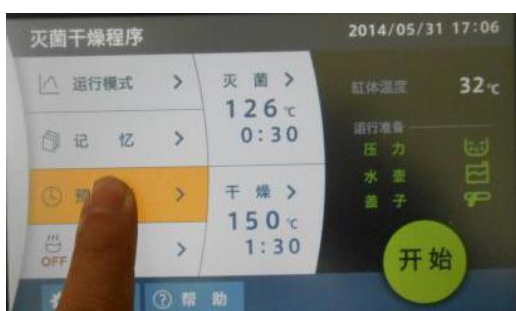 灭菌干燥程序
2014/05/31 17:06
运行模式
记忆
预
OFF
灭菌
126℃
0:30
干燥
150℃
1:30
缸体温度 32℃
运行准备
压力
水壶
盖子
开始
帮助